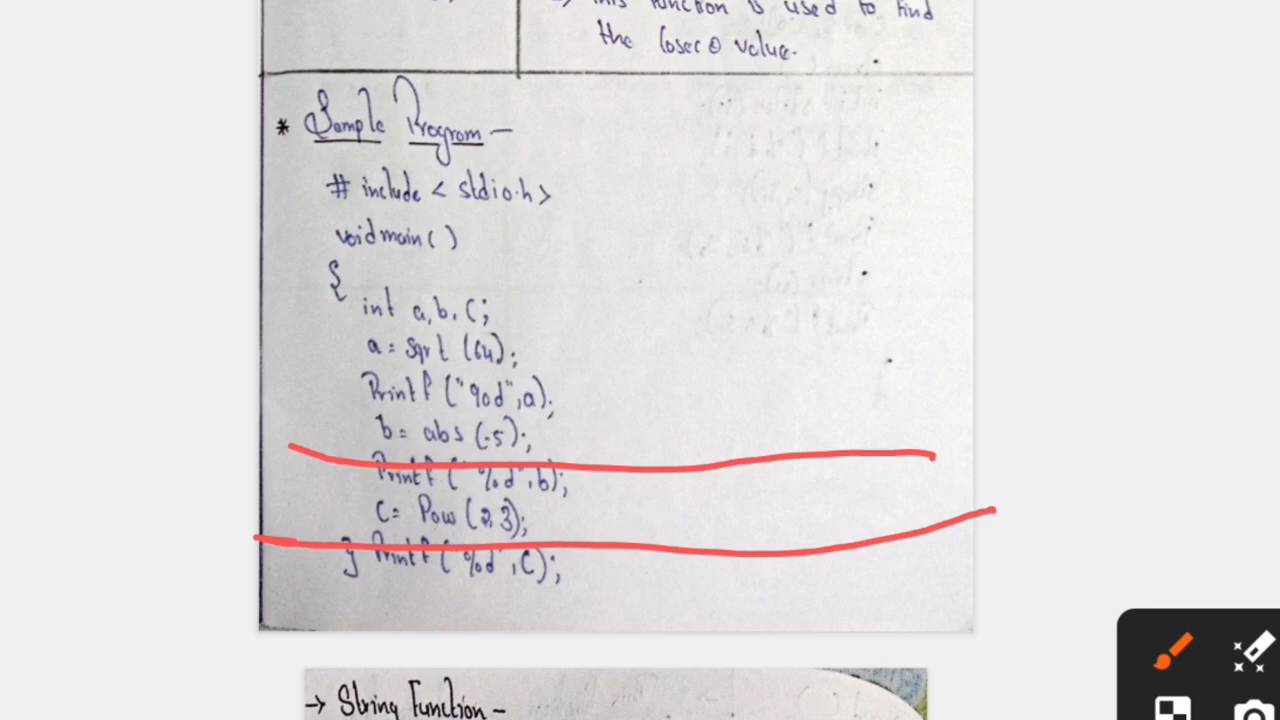 This function is used to find
the Cosec θ value.
* Sample Program -
# include < stdio.h>
void main ( )
{
int a, b, c;
a = sqrt (64);
Printf ("%d", a);
b = abs (-5);
Printf ("%d", b);
c = Pow (2, 3);
} Printf ("%d", c);
→ String Function -